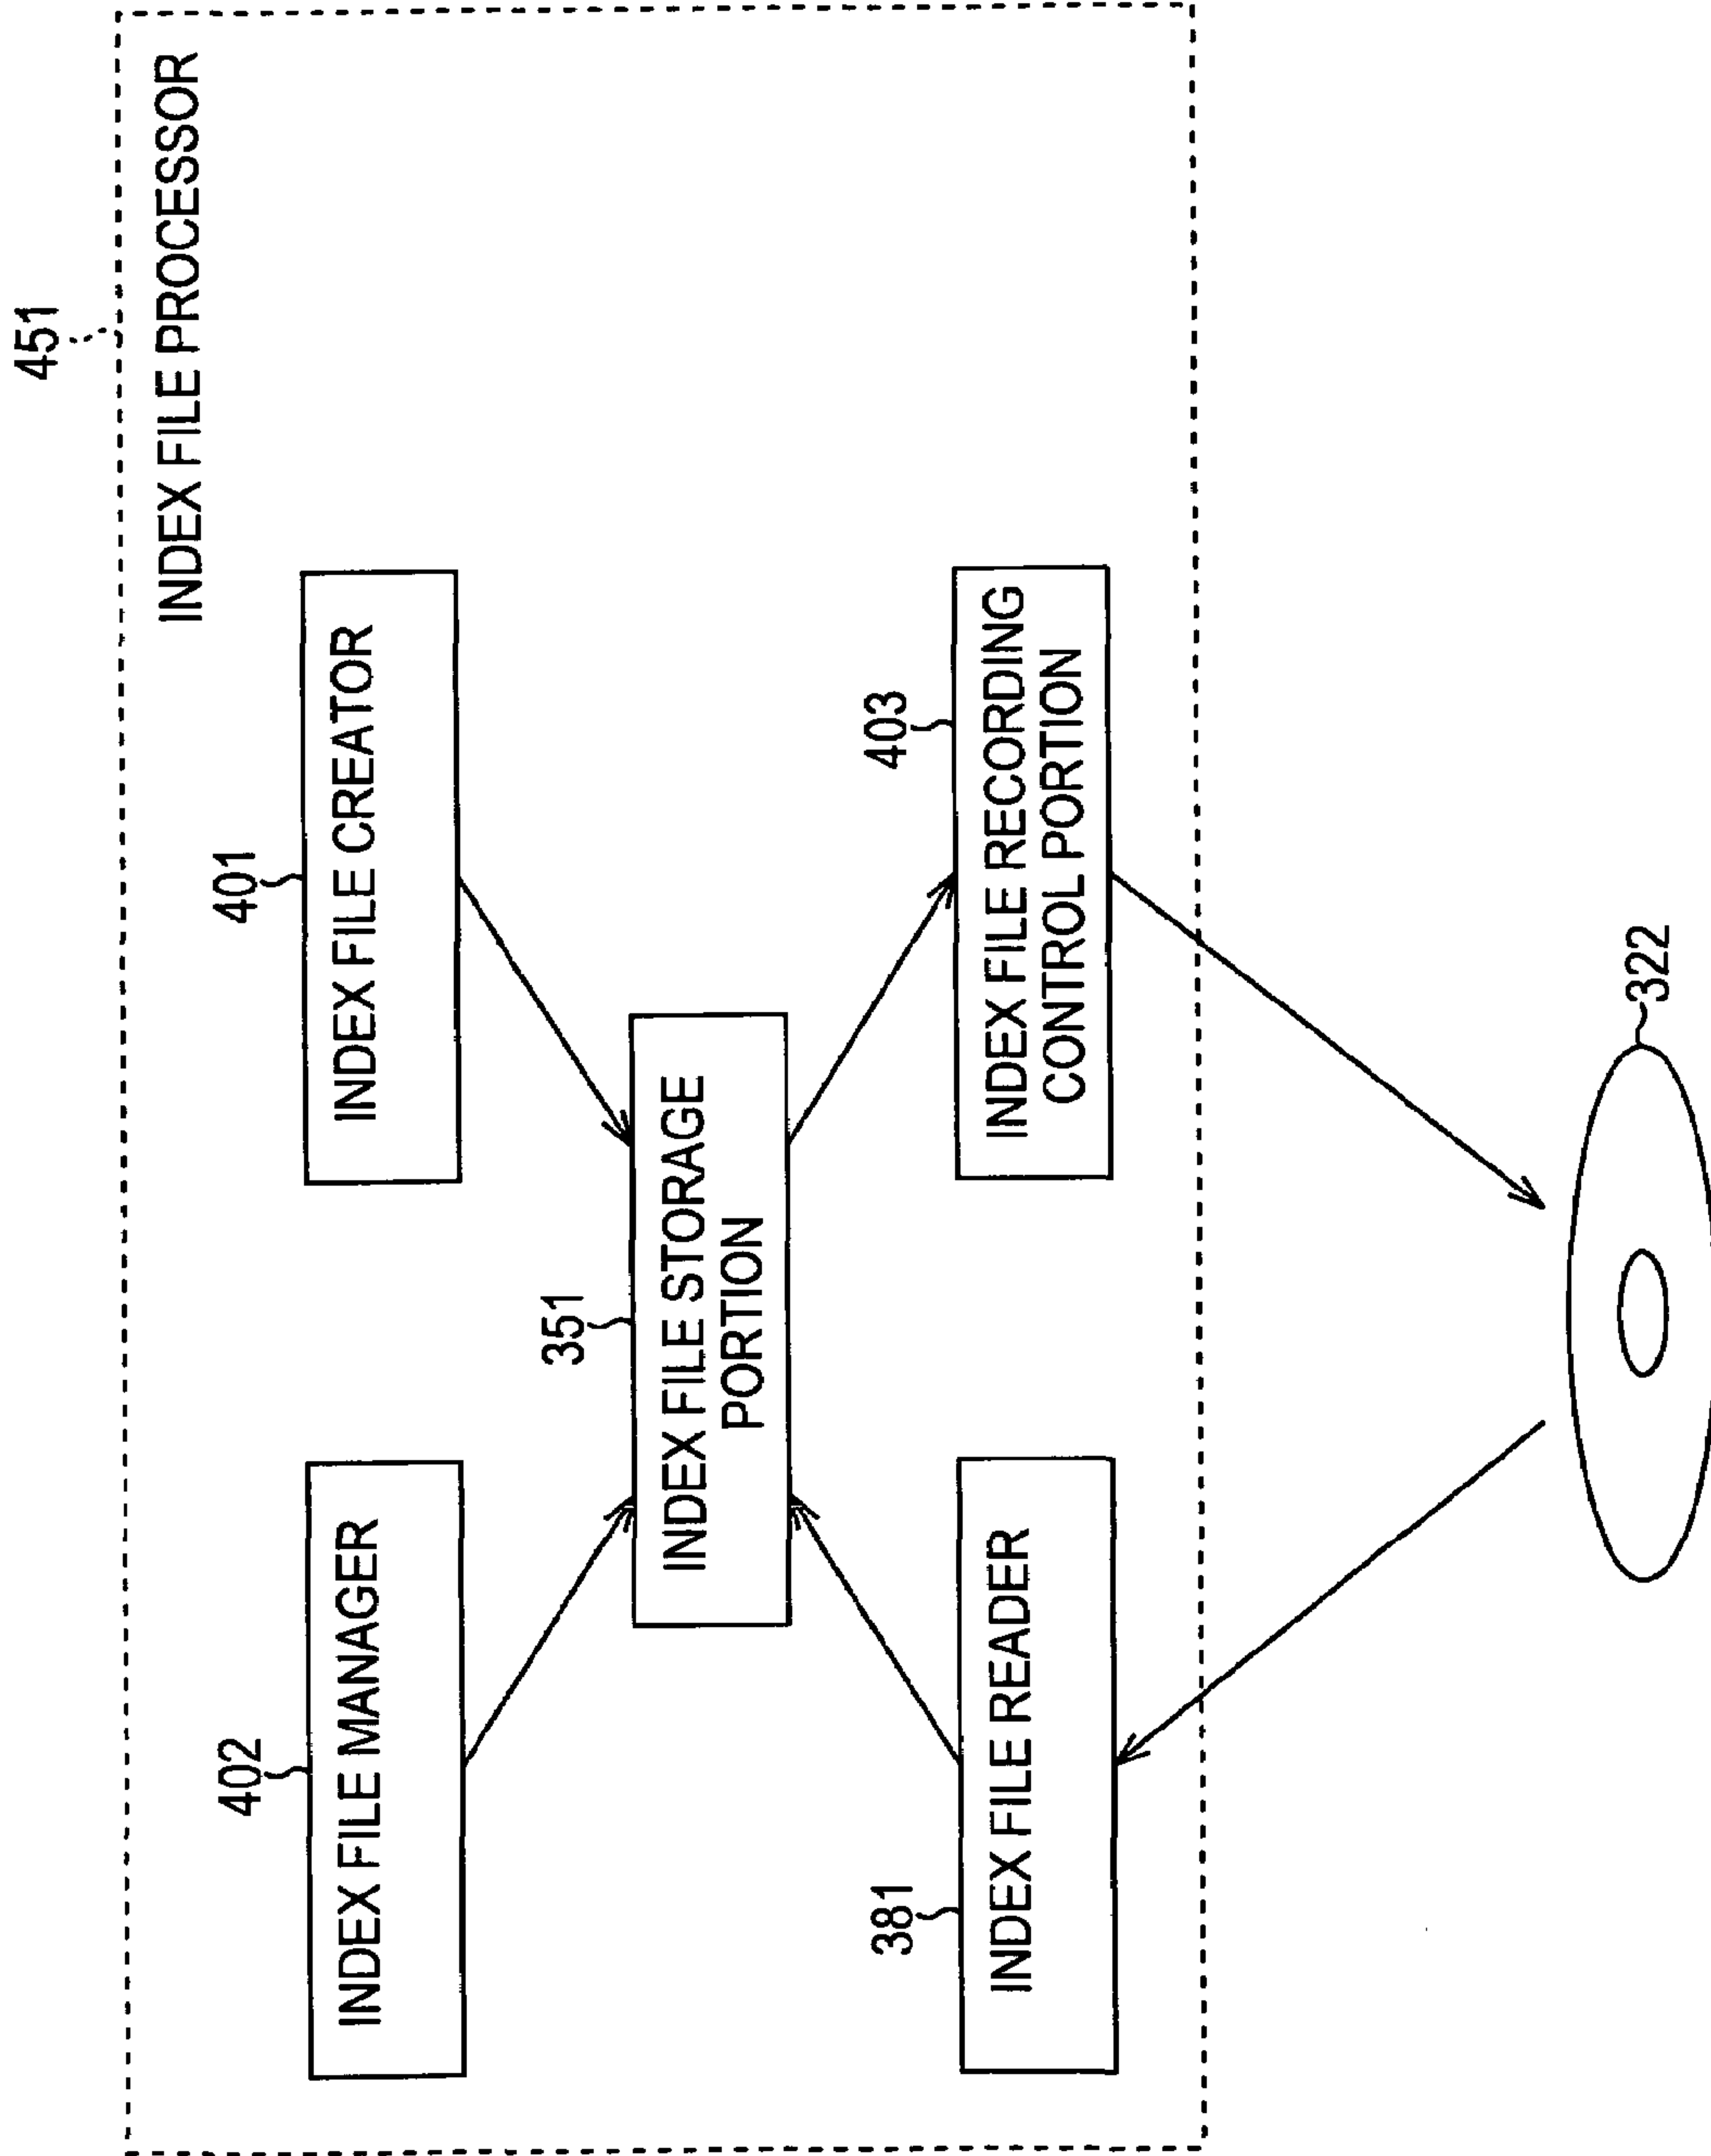 451
INDEX FILE PROCESSOR
402
INDEX FILE MANAGER
401
INDEX FILE CREATOR
351
INDEX FILE STORAGE
PORTION
381
INDEX FILE READER
403
INDEX FILE RECORDING
CONTROL PORTION
322